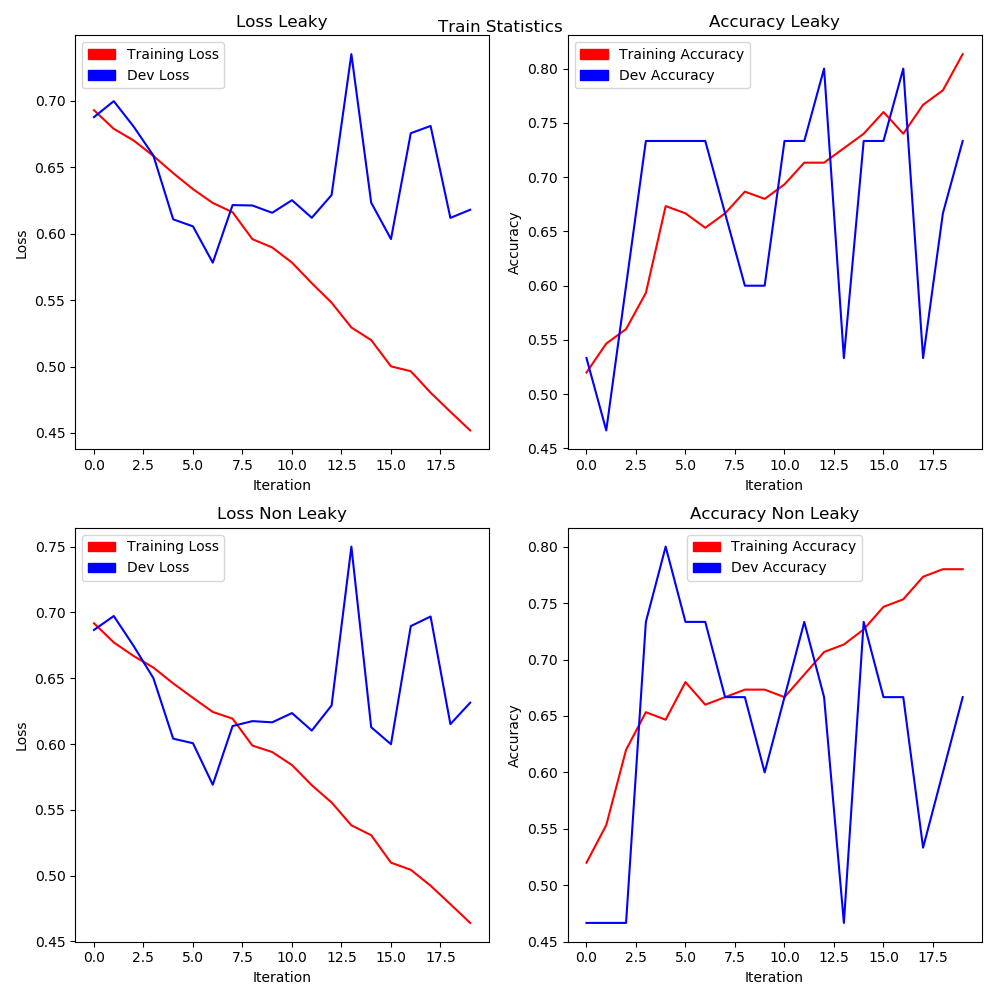 Train Statistics
Loss Leaky
Training Loss
Dev Loss
0.70
0.65
0.60
0.55
0.50
0.45
Loss
0.0 2.5 5.0 7.5 10.0 12.5 15.0 17.5
Iteration
Accuracy Leaky
Training Accuracy
Dev Accuracy
0.80
0.75
0.70
0.65
0.60
0.55
0.50
0.45
Accuracy
0.0 2.5 5.0 7.5 10.0 12.5 15.0 17.5
Iteration
Loss Non Leaky
Training Loss
Dev Loss
0.75
0.70
0.65
0.60
0.55
0.50
0.45
Loss
0.0 2.5 5.0 7.5 10.0 12.5 15.0 17.5
Iteration
Accuracy Non Leaky
Training Accuracy
Dev Accuracy
0.80
0.75
0.70
0.65
0.60
0.55
0.50
0.45
Accuracy
0.0 2.5 5.0 7.5 10.0 12.5 15.0 17.5
Iteration